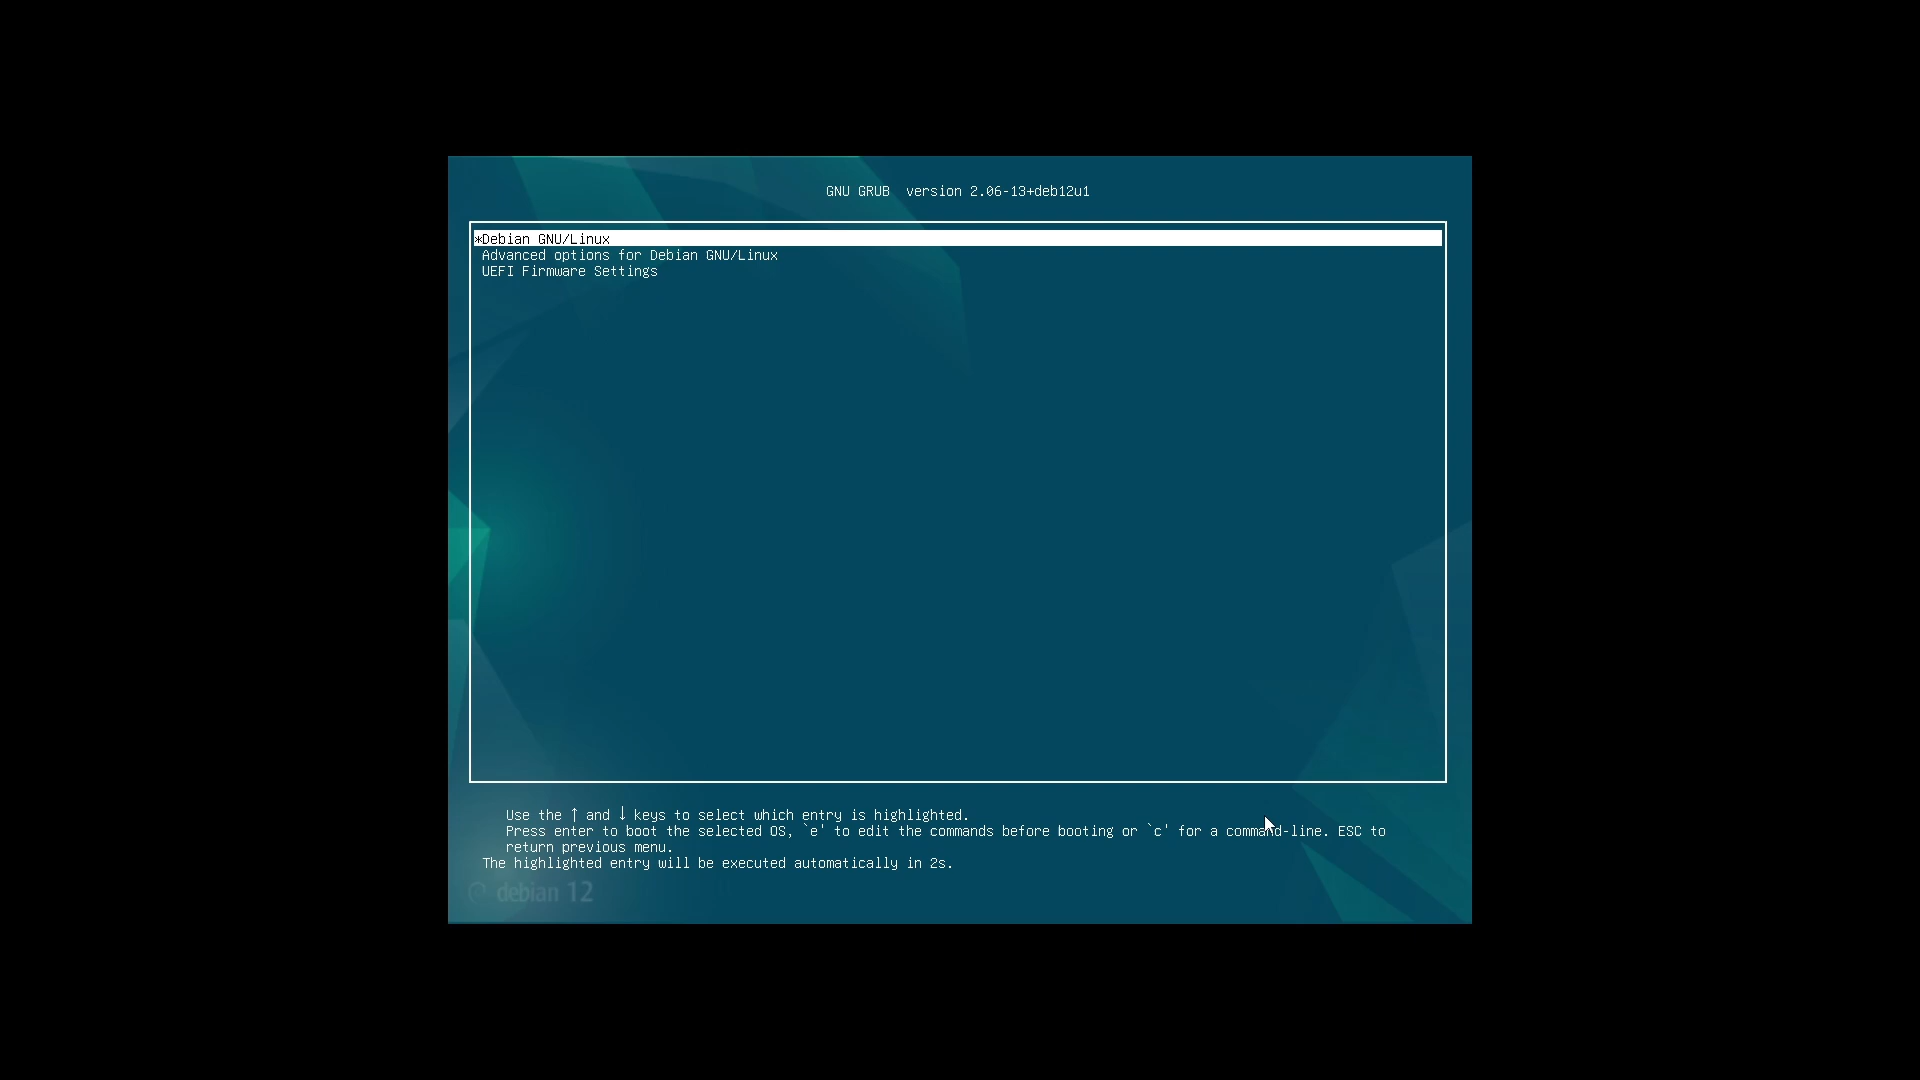 GNU GRUB  version 2.06-13+deb12u1
*Debian GNU/Linux
Advanced options for Debian GNU/Linux
UEFI Firmware Settings
Use the ↑ and ↓ keys to select which entry is highlighted.
Press enter to boot the selected OS, `e' to edit the commands before booting or `c' for a command-line. ESC to
return previous menu.
The highlighted entry will be executed automatically in 2s.
debian 12